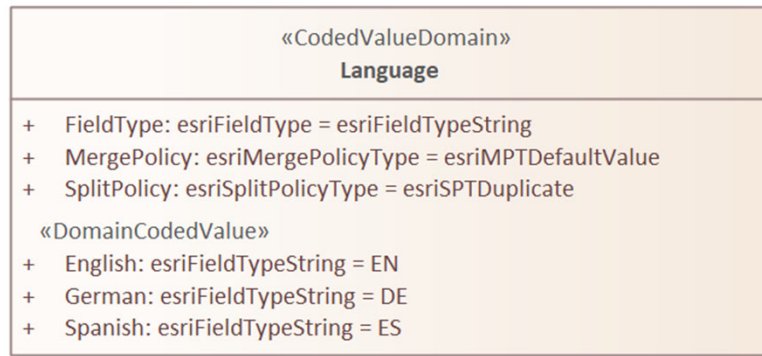 «CodedValueDomain»
Language
+ FieldType: esriFieldType = esriFieldTypeString
+ MergePolicy: esriMergePolicyType = esriMPTDefaultValue
+ SplitPolicy: esriSplitPolicyType = esriSPTDuplicate
«DomainCodedValue»
+ English: esriFieldTypeString = EN
+ German: esriFieldTypeString = DE
+ Spanish: esriFieldTypeString = ES